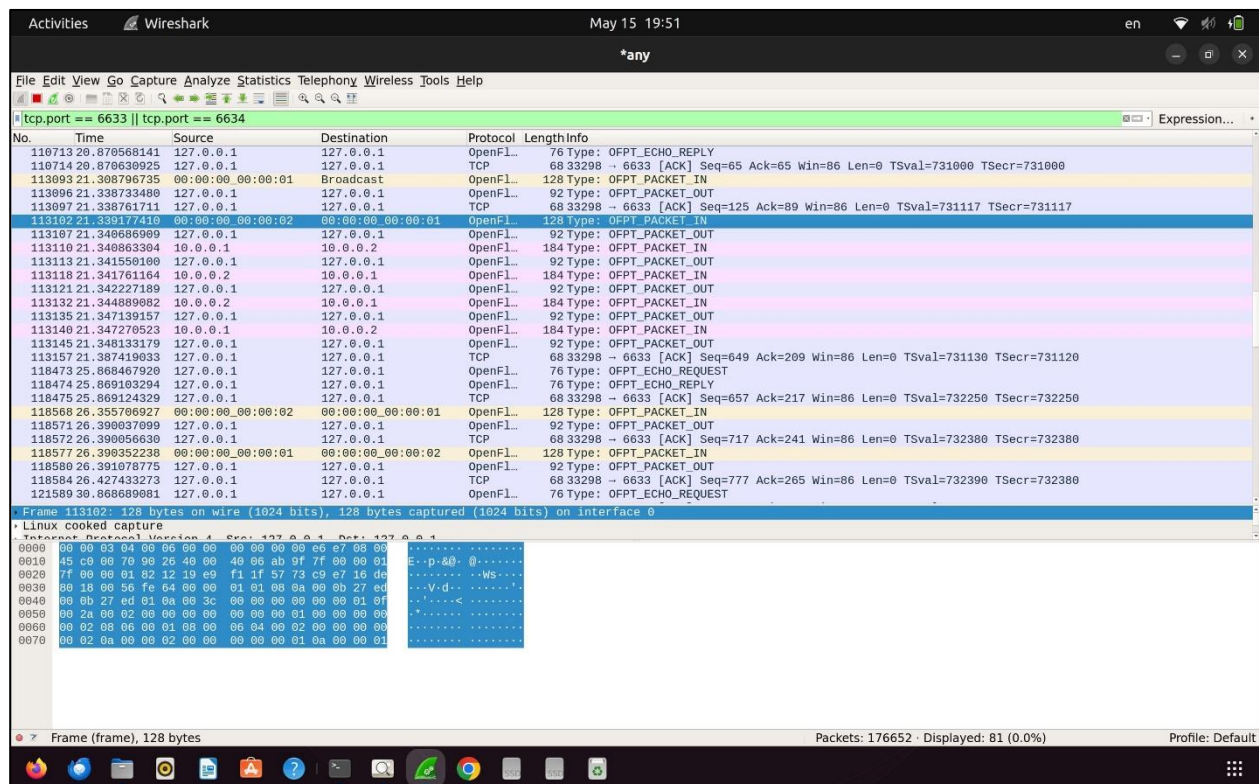 Activities Wireshark May 15 19:51 en
*any
File Edit View Go Capture Analyze Statistics Telephony Wireless Tools Help
tcp.port == 6633 || tcp.port == 6634 Expression...
No. Time Source Destination Protocol Length Info
110713 20.870568141 127.0.0.1 127.0.0.1 OpenFl… 76 Type: OFPT_ECHO_REPLY
110714 20.870630925 127.0.0.1 127.0.0.1 TCP 68 33298 → 6633 [ACK] Seq=65 Ack=65 Win=86 Len=0 TSval=731000 TSecr=731000
113093 21.308796735 00:00:00_00:00:01 Broadcast OpenFl… 128 Type: OFPT_PACKET_IN
113096 21.338733480 127.0.0.1 127.0.0.1 OpenFl… 92 Type: OFPT_PACKET_OUT
113097 21.338761711 127.0.0.1 127.0.0.1 TCP 68 33298 → 6633 [ACK] Seq=125 Ack=89 Win=86 Len=0 TSval=731117 TSecr=731117
113102 21.339177410 00:00:00_00:00:02 00:00:00_00:00:01 OpenFl… 128 Type: OFPT_PACKET_IN
113107 21.340686909 127.0.0.1 127.0.0.1 OpenFl… 92 Type: OFPT_PACKET_OUT
113110 21.340863304 10.0.0.1 10.0.0.2 OpenFl… 184 Type: OFPT_PACKET_IN
113113 21.341550100 127.0.0.1 127.0.0.1 OpenFl… 92 Type: OFPT_PACKET_OUT
113118 21.341761164 10.0.0.2 10.0.0.1 OpenFl… 184 Type: OFPT_PACKET_IN
113121 21.342227189 127.0.0.1 127.0.0.1 OpenFl… 92 Type: OFPT_PACKET_OUT
113132 21.344889082 10.0.0.2 10.0.0.1 OpenFl… 184 Type: OFPT_PACKET_IN
113135 21.347139157 127.0.0.1 127.0.0.1 OpenFl… 92 Type: OFPT_PACKET_OUT
113140 21.347270523 10.0.0.1 10.0.0.2 OpenFl… 184 Type: OFPT_PACKET_IN
113145 21.348133179 127.0.0.1 127.0.0.1 OpenFl… 92 Type: OFPT_PACKET_OUT
113157 21.387419033 127.0.0.1 127.0.0.1 TCP 68 33298 → 6633 [ACK] Seq=649 Ack=209 Win=86 Len=0 TSval=731130 TSecr=731120
118473 25.868467920 127.0.0.1 127.0.0.1 OpenFl… 76 Type: OFPT_ECHO_REQUEST
118474 25.869103294 127.0.0.1 127.0.0.1 OpenFl… 76 Type: OFPT_ECHO_REPLY
118475 25.869124329 127.0.0.1 127.0.0.1 TCP 68 33298 → 6633 [ACK] Seq=657 Ack=217 Win=86 Len=0 TSval=732250 TSecr=732250
118568 26.355706927 00:00:00_00:00:02 00:00:00_00:00:01 OpenFl… 128 Type: OFPT_PACKET_IN
118571 26.390037099 127.0.0.1 127.0.0.1 OpenFl… 92 Type: OFPT_PACKET_OUT
118572 26.390056630 127.0.0.1 127.0.0.1 TCP 68 33298 → 6633 [ACK] Seq=717 Ack=241 Win=86 Len=0 TSval=732380 TSecr=732380
118577 26.390352238 00:00:00_00:00:01 00:00:00_00:00:02 OpenFl… 128 Type: OFPT_PACKET_IN
118580 26.391078775 127.0.0.1 127.0.0.1 OpenFl… 92 Type: OFPT_PACKET_OUT
118584 26.427433273 127.0.0.1 127.0.0.1 TCP 68 33298 → 6633 [ACK] Seq=777 Ack=265 Win=86 Len=0 TSval=732390 TSecr=732380
121589 30.868689081 127.0.0.1 127.0.0.1 OpenFl… 76 Type: OFPT_ECHO_REQUEST
Frame 113102: 128 bytes on wire (1024 bits), 128 bytes captured (1024 bits) on interface 0
Linux cooked capture
Internet Protocol Version 4, Src: 127.0.0.1, Dst: 127.0.0.1
0000 00 00 03 04 00 06 00 00 00 00 00 00 e6 e7 08 00 ········ ········
0010 45 c0 00 70 90 26 40 00 40 06 ab 9f 7f 00 00 01 E··p·&@· @·······
0020 7f 00 00 01 82 12 19 e9 f1 1f 57 73 c9 e7 16 de ········ ··Ws····
0030 80 18 00 56 fe 64 00 00 01 01 08 0a 00 0b 27 ed ···V·d·· ······'·
0040 00 0b 27 ed 01 0a 00 3c 00 00 00 00 00 00 01 0f ··'····< ········
0050 00 2a 00 02 00 00 00 00 00 00 00 01 00 00 00 00 ·*······ ········
0060 00 02 08 06 00 01 08 00 06 04 00 02 00 00 00 00 ········ ········
0070 00 02 0a 00 00 02 00 00 00 00 00 01 0a 00 00 01 ········ ········
Frame (frame), 128 bytes Packets: 176652 · Displayed: 81 (0.0%) Profile: Default
SSD SSD